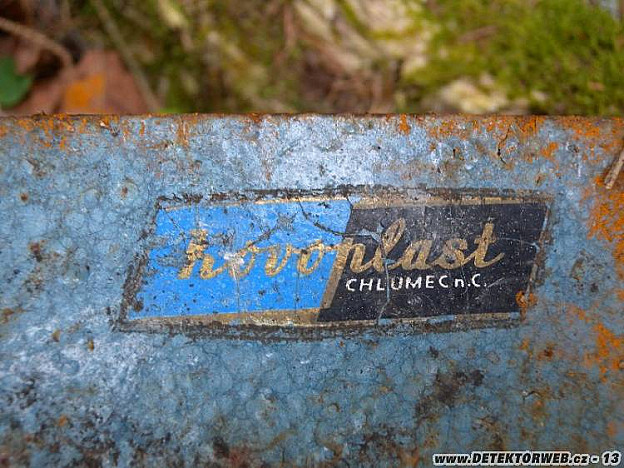 kovoplast
CHLUMEC n.C.
www.DETEKTORWEB.cz - 13